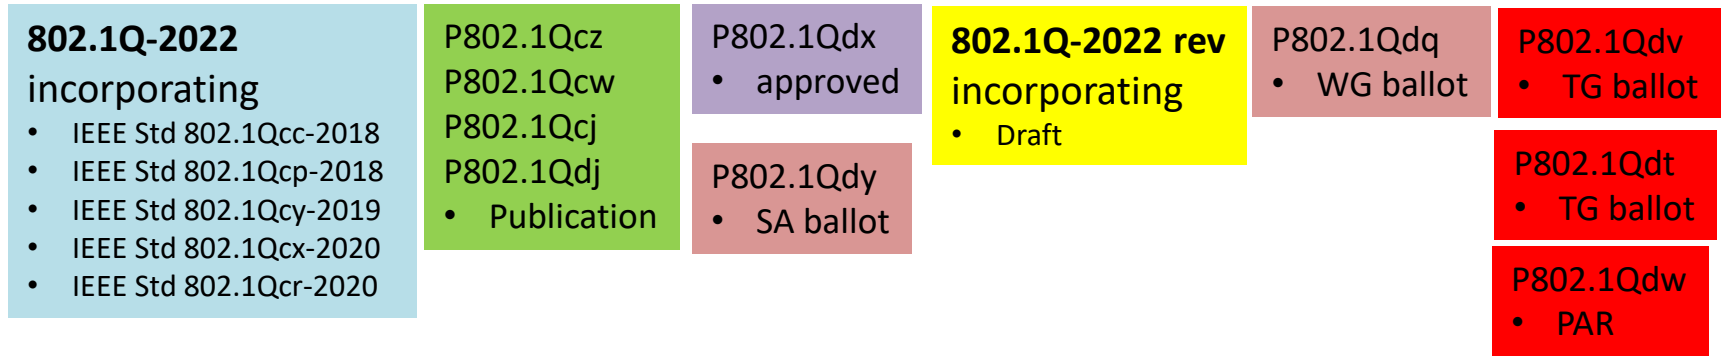 802.1Q-2022
incorporating
• IEEE Std 802.1Qcc-2018
• IEEE Std 802.1Qcp-2018
• IEEE Std 802.1Qcy-2019
• IEEE Std 802.1Qcx-2020
• IEEE Std 802.1Qcr-2020
P802.1Qcz
P802.1Qcw
P802.1Qcj
P802.1Qdj
• Publication
P802.1Qdx
• approved
P802.1Qdy
• SA ballot
802.1Q-2022 rev
incorporating
• Draft
P802.1Qdq
• WG ballot
P802.1Qdv
• TG ballot
P802.1Qdt
• TG ballot
P802.1Qdw
• PAR